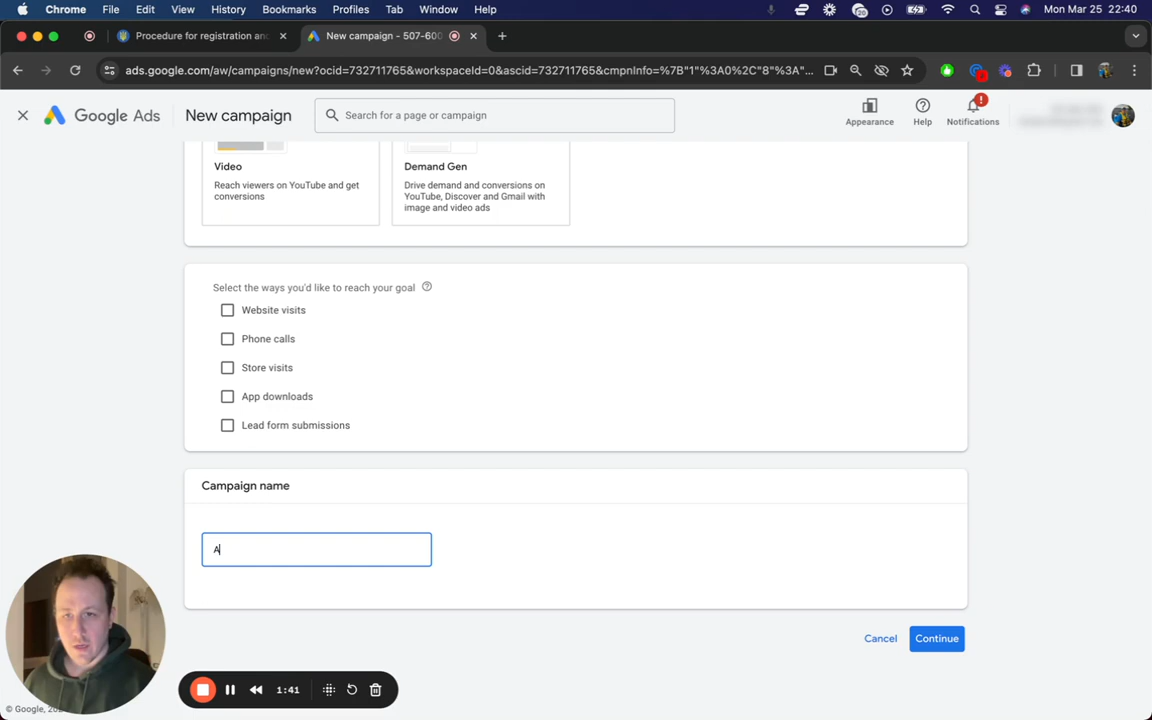 Chrome File Edit View History Bookmarks Profiles Tab Window Help 20 Mon Mar 25 22:40
Procedure for registration an
New campaign - 507-600
ads.google.com/aw/campaigns/new?ocid=732711765&workspaceId=0&ascid=732711765&cmpnInfo=%7B"1"%3A0%2C"8"%3A"...
Google Ads New campaign Search for a page or campaign
Appearance Help Notifications
Video
Reach viewers on YouTube and get
conversions
Demand Gen
Drive demand and conversions on
YouTube, Discover and Gmail with
image and video ads
Select the ways you'd like to reach your goal
Website visits
Phone calls
Store visits
App downloads
Lead form submissions
Campaign name
A
Cancel Continue
1:41
© Google, 20